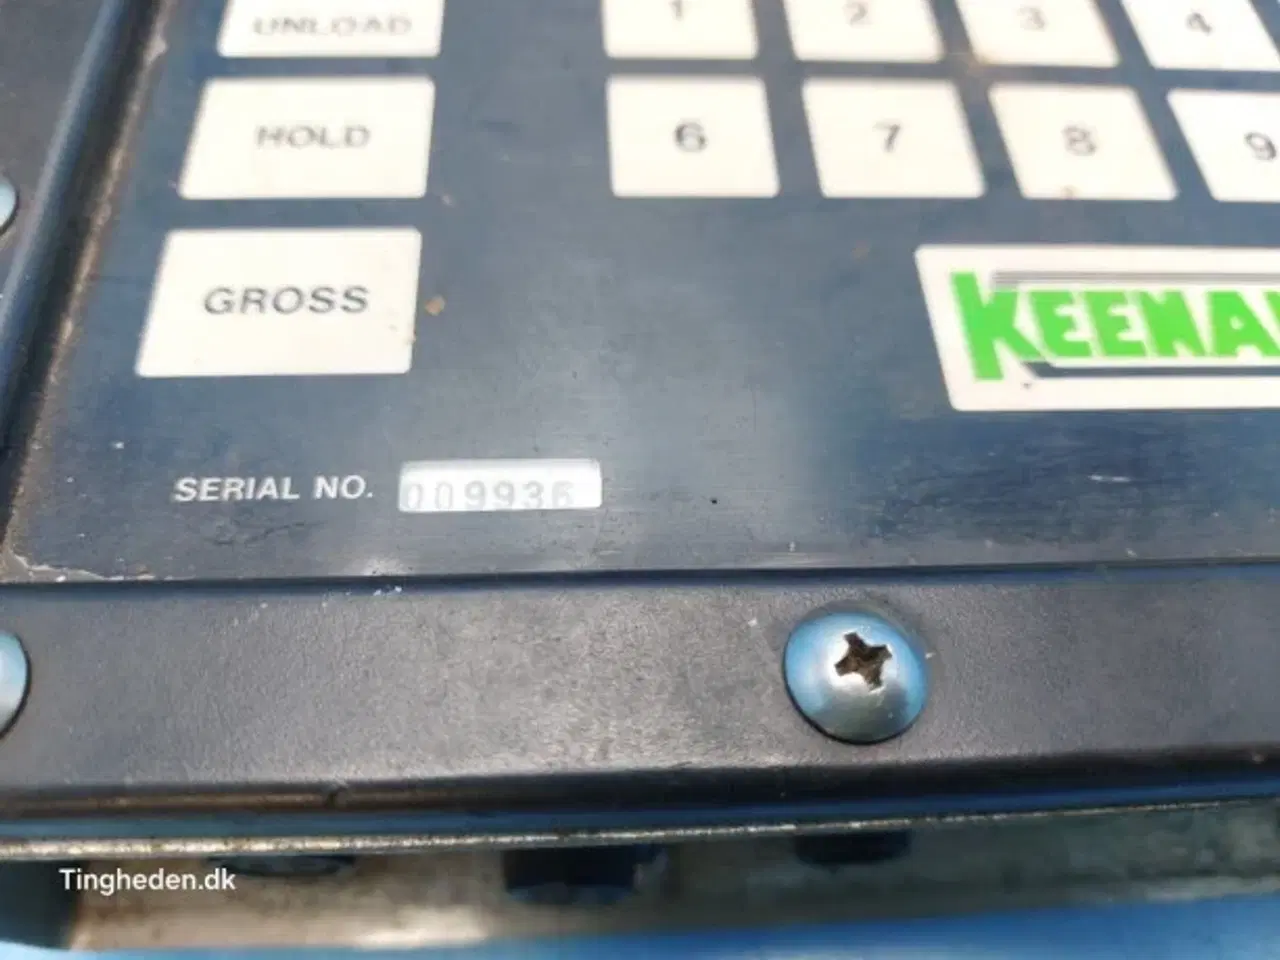 UNLOAD 1 2 3 4
HOLD 6 7 8 9
GROSS
KEENA
SERIAL NO. 009936
Tingheden.dk